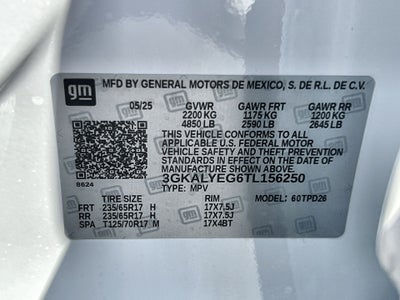 gm MFD BY GENERAL MOTORS DE MEXICO, S. DE R.L. DE C.V.
05/25 GVWR GAWR FRT GAWR RR
2200 KG 1175 KG 1200 KG
4850 LB 2590 LB 2645 LB
THIS VEHICLE CONFORMS TO ALL
APPLICABLE U.S. FEDERAL MOTOR
VEHICLE SAFETY, BUMPER, AND THEFT
PREVENTION STANDARDS IN EFFECT ON
THE DATE OF MANUFACTURE SHOWN ABOVE.
3GKALYEG6TL156250
8624
TYPE: MPV MODEL: 60TPD26
TIRE SIZE RIM
FRT 235/65R17 H 17X7.5J
RR 235/65R17 H 17X7.5J
SPA T125/70R17 M 17X4BT